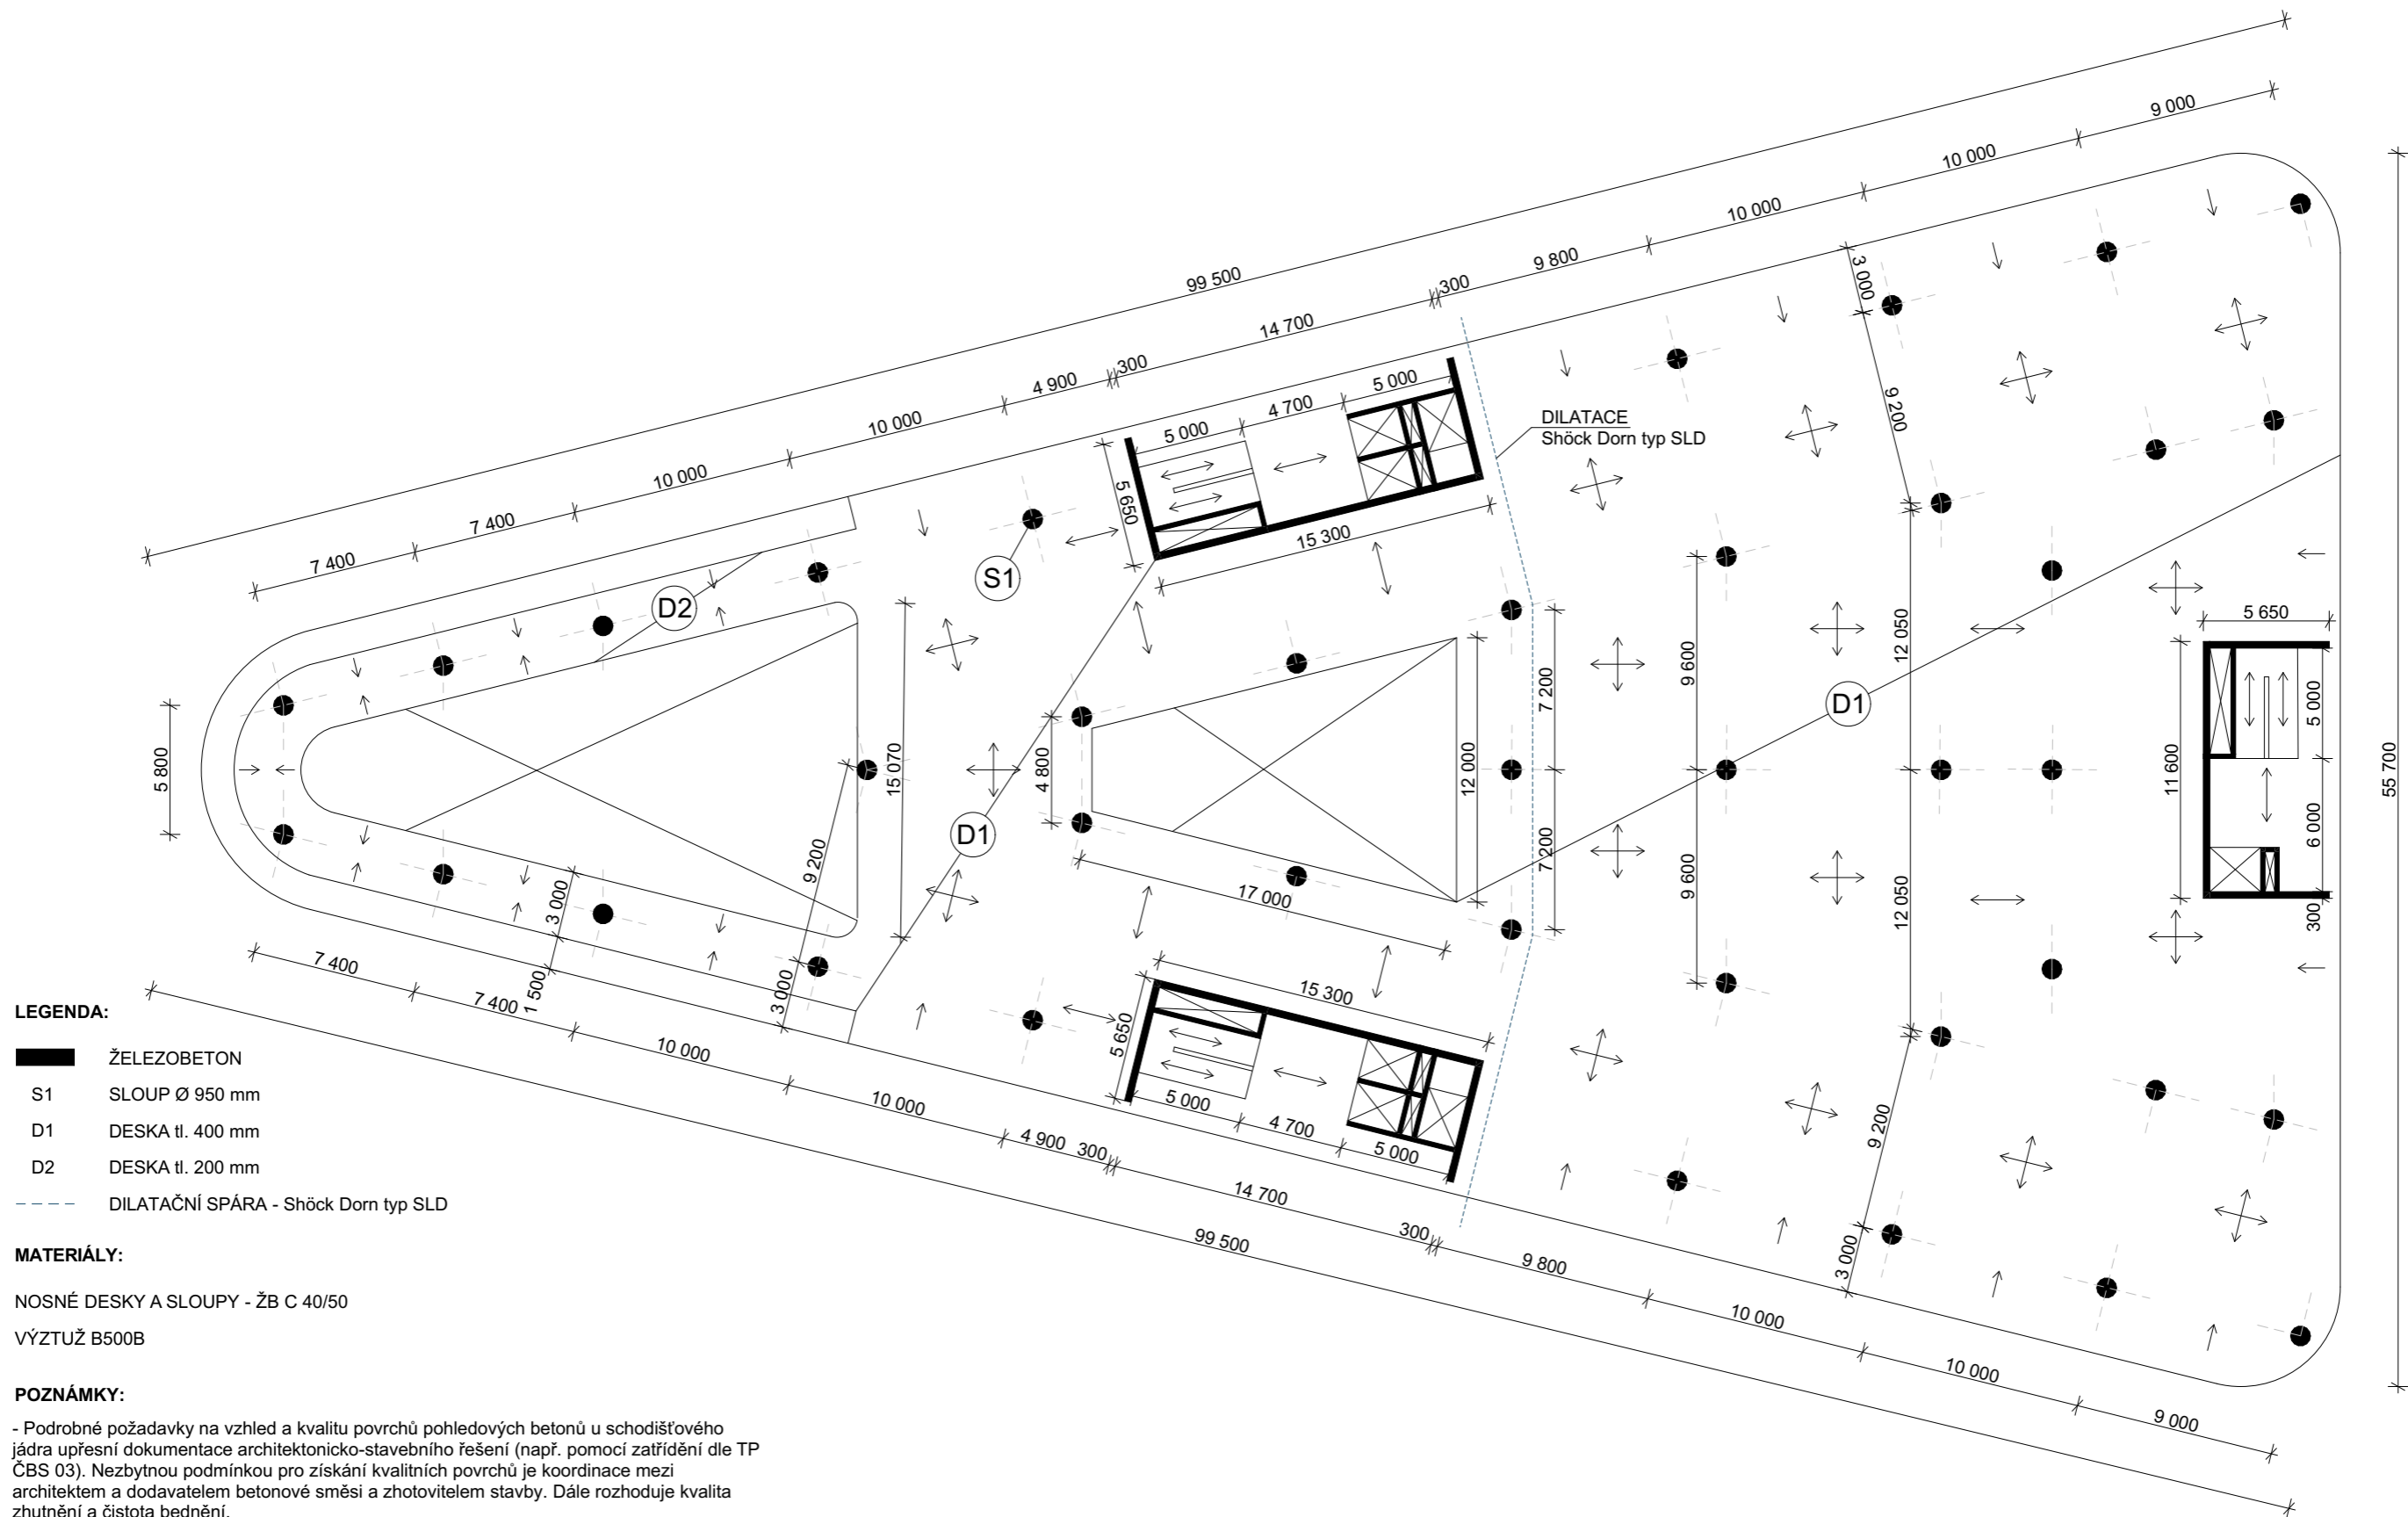 99 500
7 400
7 400
10 000
10 000
4 900
300
14 700
300
9 800
10 000
10 000
9 000
3 000
9 200
12 050
12 050
9 200
3 000
DILATACE
Shöck Dorn typ SLD
5 000
4 700
5 000
5 650
15 300
S1
D2
D1
D1
5 800
15 070
4 800
9 200
3 000
3 000
1 500
17 000
12 000
7 200
7 200
9 600
9 600
5 650
11 600
5 000
6 000
300
55 700
15 300
5 650
5 000
4 700
5 000
7 400
7 400
10 000
10 000
4 900
300
14 700
300
9 800
10 000
10 000
9 000
99 500
LEGENDA:
ŽELEZOBETON
S1 SLOUP Ø 950 mm
D1 DESKA tl. 400 mm
D2 DESKA tl. 200 mm
DILATAČNÍ SPÁRA - Shöck Dorn typ SLD
MATERIÁLY:
NOSNÉ DESKY A SLOUPY - ŽB C 40/50
VÝZTUŽ B500B
POZNÁMKY:
- Podrobné požadavky na vzhled a kvalitu povrchů pohledových betonů u schodišťového
jádra upřesní dokumentace architektonicko-stavebního řešení (např. pomocí zatřídění dle TP
ČBS 03). Nezbytnou podmínkou pro získání kvalitních povrchů je koordinace mezi
architektem a dodavatelem betonové směsi a zhotovitelem stavby. Dále rozhoduje kvalita
zhutnění a čistota bednění.